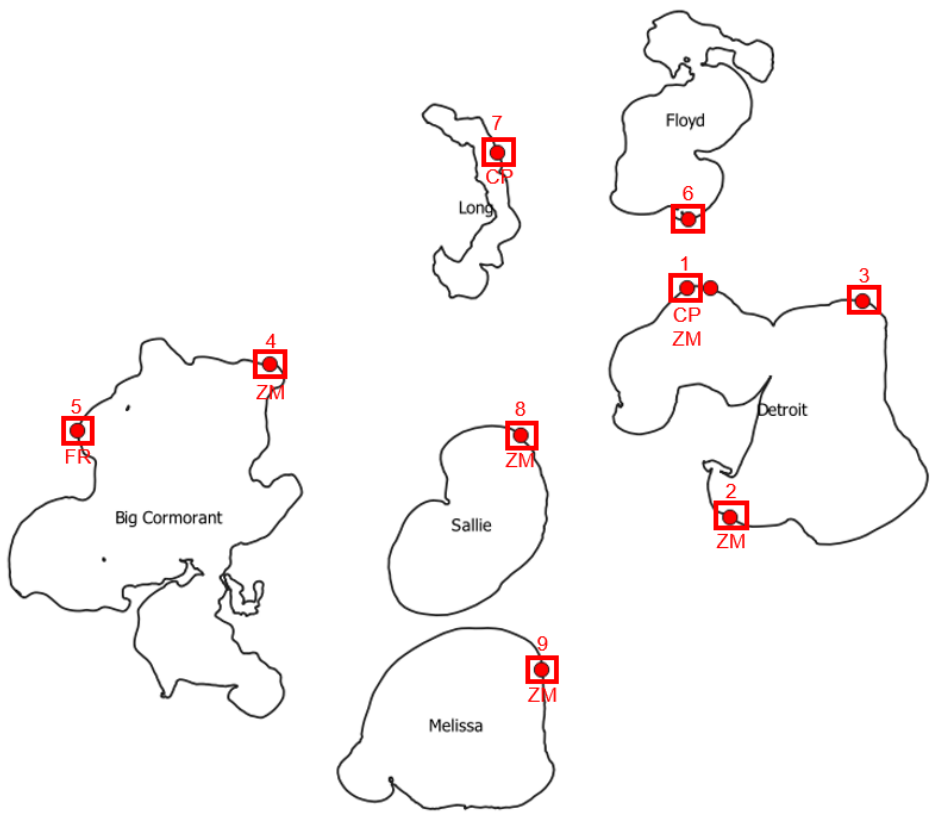 Floyd
7
CP
Long
6
1
CP
ZM
3
4
ZM
5
FR
8
ZM
Detroit
2
ZM
Big Cormorant
Sallie
9
ZM
Melissa